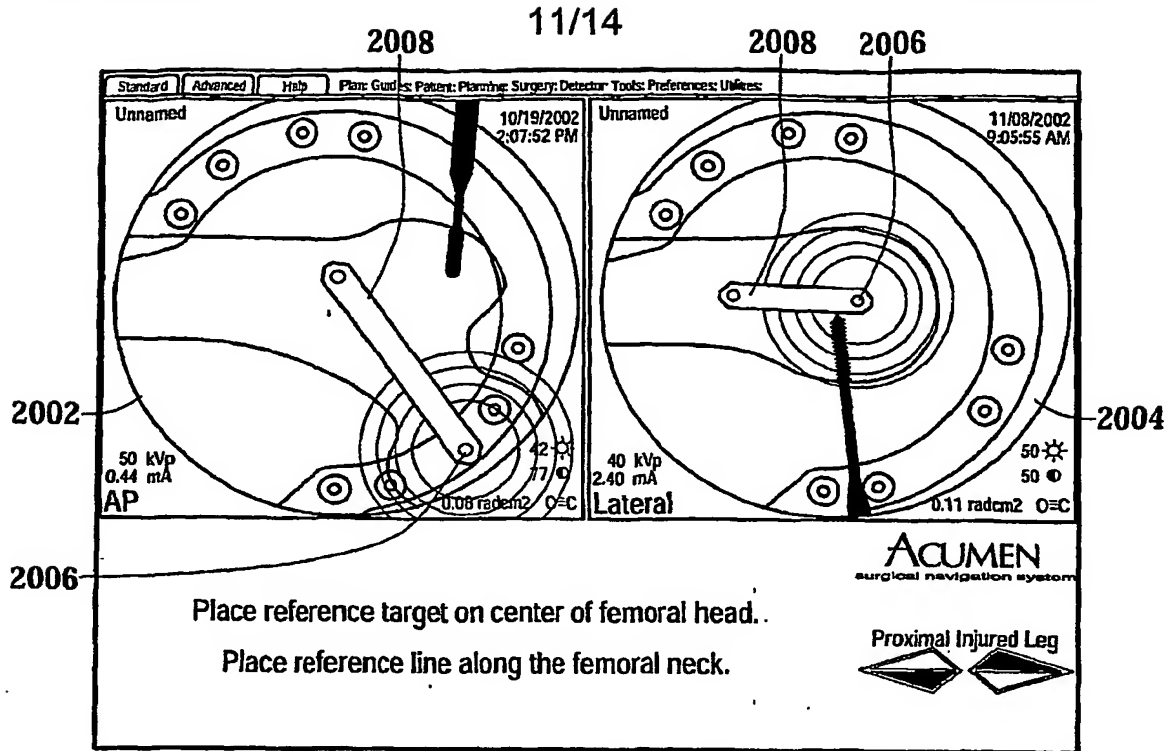 11/14
2008 2008 2006
Standard Advanced Help Plan: Guides: Patient: Planning: Surgery: Detector Tools: Preferences: Utilities:
Unnamed 10/19/2002
2:07:52 PM
Unnamed 11/08/2002
9:05:55 AM
2002
2004
50 kVp
0.44 mA
AP
42
77
0.08 radcm2 O=C
40 kVp
2.40 mA
Lateral
50
50
0.11 radcm2 O=C
2006
ACUMEN
surgical navigation system
Place reference target on center of femoral head.
Place reference line along the femoral neck.
Proximal Injured Leg